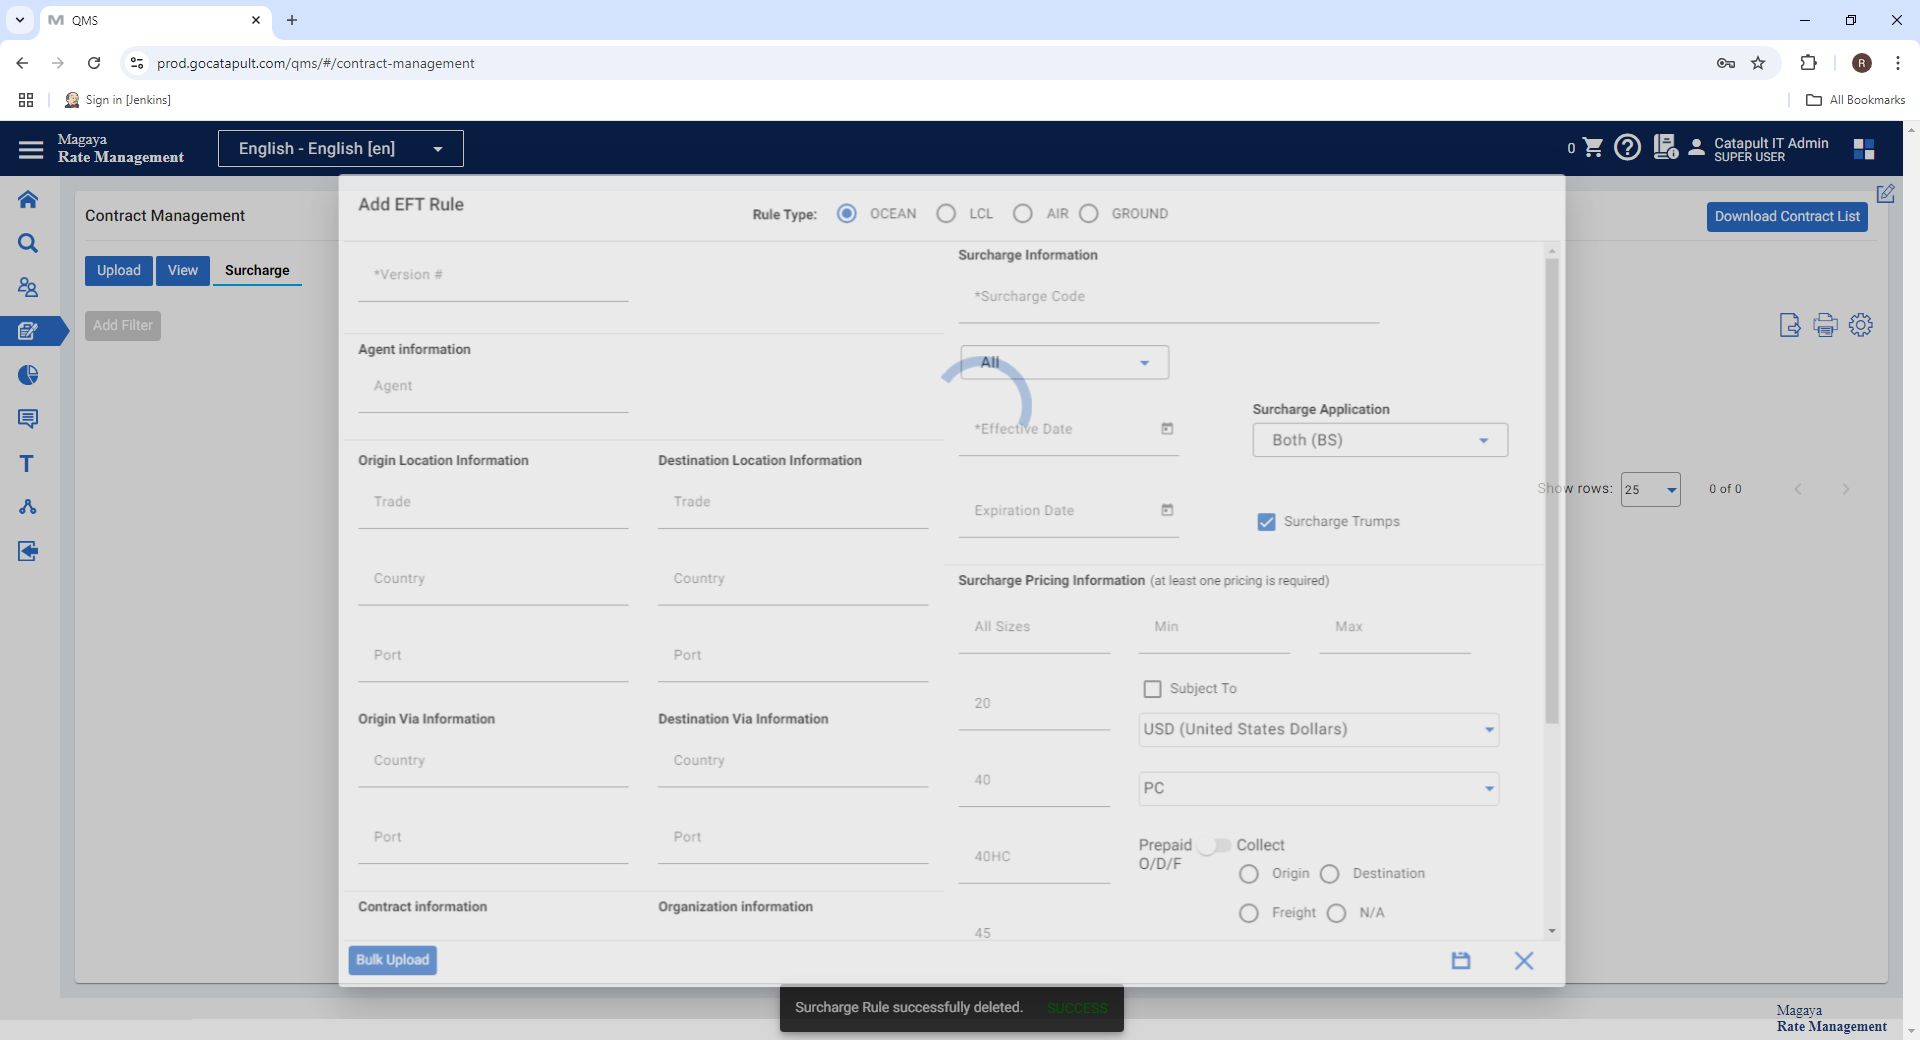 QMS
prod.gocatapult.com/qms/#/contract-management
R
Sign in [Jenkins]
All Bookmarks
Magaya
Rate Management
English - English [en]
0
Catapult IT Admin
SUPER USER
Contract Management
Download Contract List
Upload
View
Surcharge
Add Filter
Show rows:
25
0 of 0
Add EFT Rule
Rule Type:
OCEAN
LCL
AIR
GROUND
*Version #
Agent information
Agent
Origin Location Information
Destination Location Information
Trade
Trade
Country
Country
Port
Port
Origin Via Information
Destination Via Information
Country
Country
Port
Port
Contract information
Organization information
Surcharge Information
*Surcharge Code
All
*Effective Date
Surcharge Application
Both (BS)
Expiration Date
Surcharge Trumps
Surcharge Pricing Information (at least one pricing is required)
All Sizes
Min
Max
20
Subject To
USD (United States Dollars)
40
PC
Prepaid
Collect
O/D/F
40HC
Origin
Destination
Freight
N/A
45
Bulk Upload
Surcharge Rule successfully deleted.
SUCCESS
Magaya
Rate Management